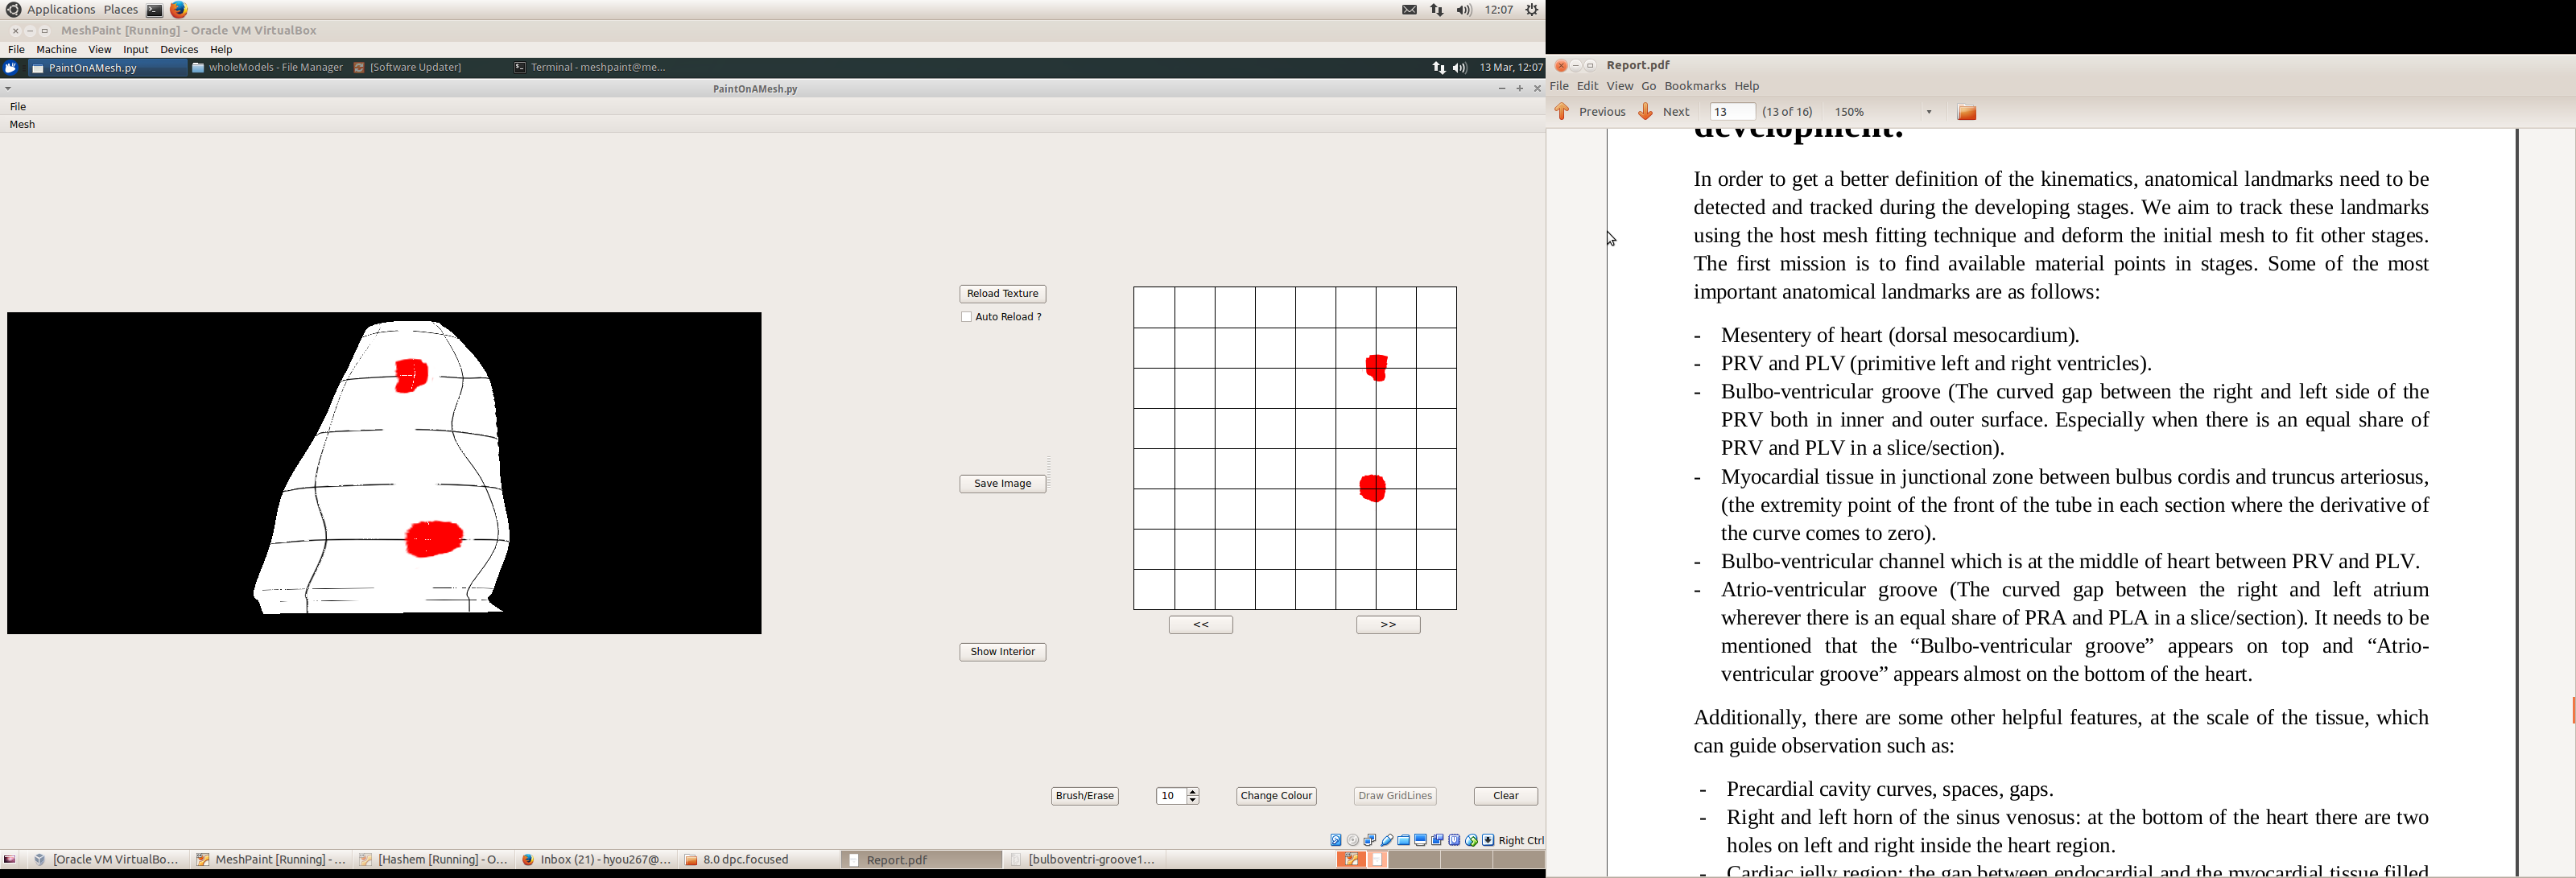 Applications Places 12:07
MeshPaint [Running] - Oracle VM VirtualBox
File Machine View Input Devices Help
PaintOnAMesh.py wholeModels - File Manager [Software Updater] Terminal - meshpaint@me... 13 Mar, 12:07
PaintOnAMesh.py
File
Mesh
Reload Texture
Auto Reload ?
Save Image
<< >>
Show Interior
Brush/Erase 10 Change Colour Draw GridLines Clear
Right Ctrl
[Oracle VM VirtualBo... MeshPaint [Running] - ... [Hashem [Running] - O... Inbox (21) - hyou267@... 8.0 dpc.focused Report.pdf [bulboventri-groove1...
Report.pdf
File Edit View Go Bookmarks Help
Previous Next 13 (13 of 16) 150%
development.
In order to get a better definition of the kinematics, anatomical landmarks need to be
detected and tracked during the developing stages. We aim to track these landmarks
using the host mesh fitting technique and deform the initial mesh to fit other stages.
The first mission is to find available material points in stages. Some of the most
important anatomical landmarks are as follows:
- Mesentery of heart (dorsal mesocardium).
- PRV and PLV (primitive left and right ventricles).
- Bulbo-ventricular groove (The curved gap between the right and left side of the
PRV both in inner and outer surface. Especially when there is an equal share of
PRV and PLV in a slice/section).
- Myocardial tissue in junctional zone between bulbus cordis and truncus arteriosus,
(the extremity point of the front of the tube in each section where the derivative of
the curve comes to zero).
- Bulbo-ventricular channel which is at the middle of heart between PRV and PLV.
- Atrio-ventricular groove (The curved gap between the right and left atrium
wherever there is an equal share of PRA and PLA in a slice/section). It needs to be
mentioned that the “Bulbo-ventricular groove” appears on top and “Atrio-
ventricular groove” appears almost on the bottom of the heart.
Additionally, there are some other helpful features, at the scale of the tissue, which
can guide observation such as:
- Precardial cavity curves, spaces, gaps.
- Right and left horn of the sinus venosus: at the bottom of the heart there are two
holes on left and right inside the heart region.
- Cardiac jelly region: the gap between endocardial and the myocardial tissue filled